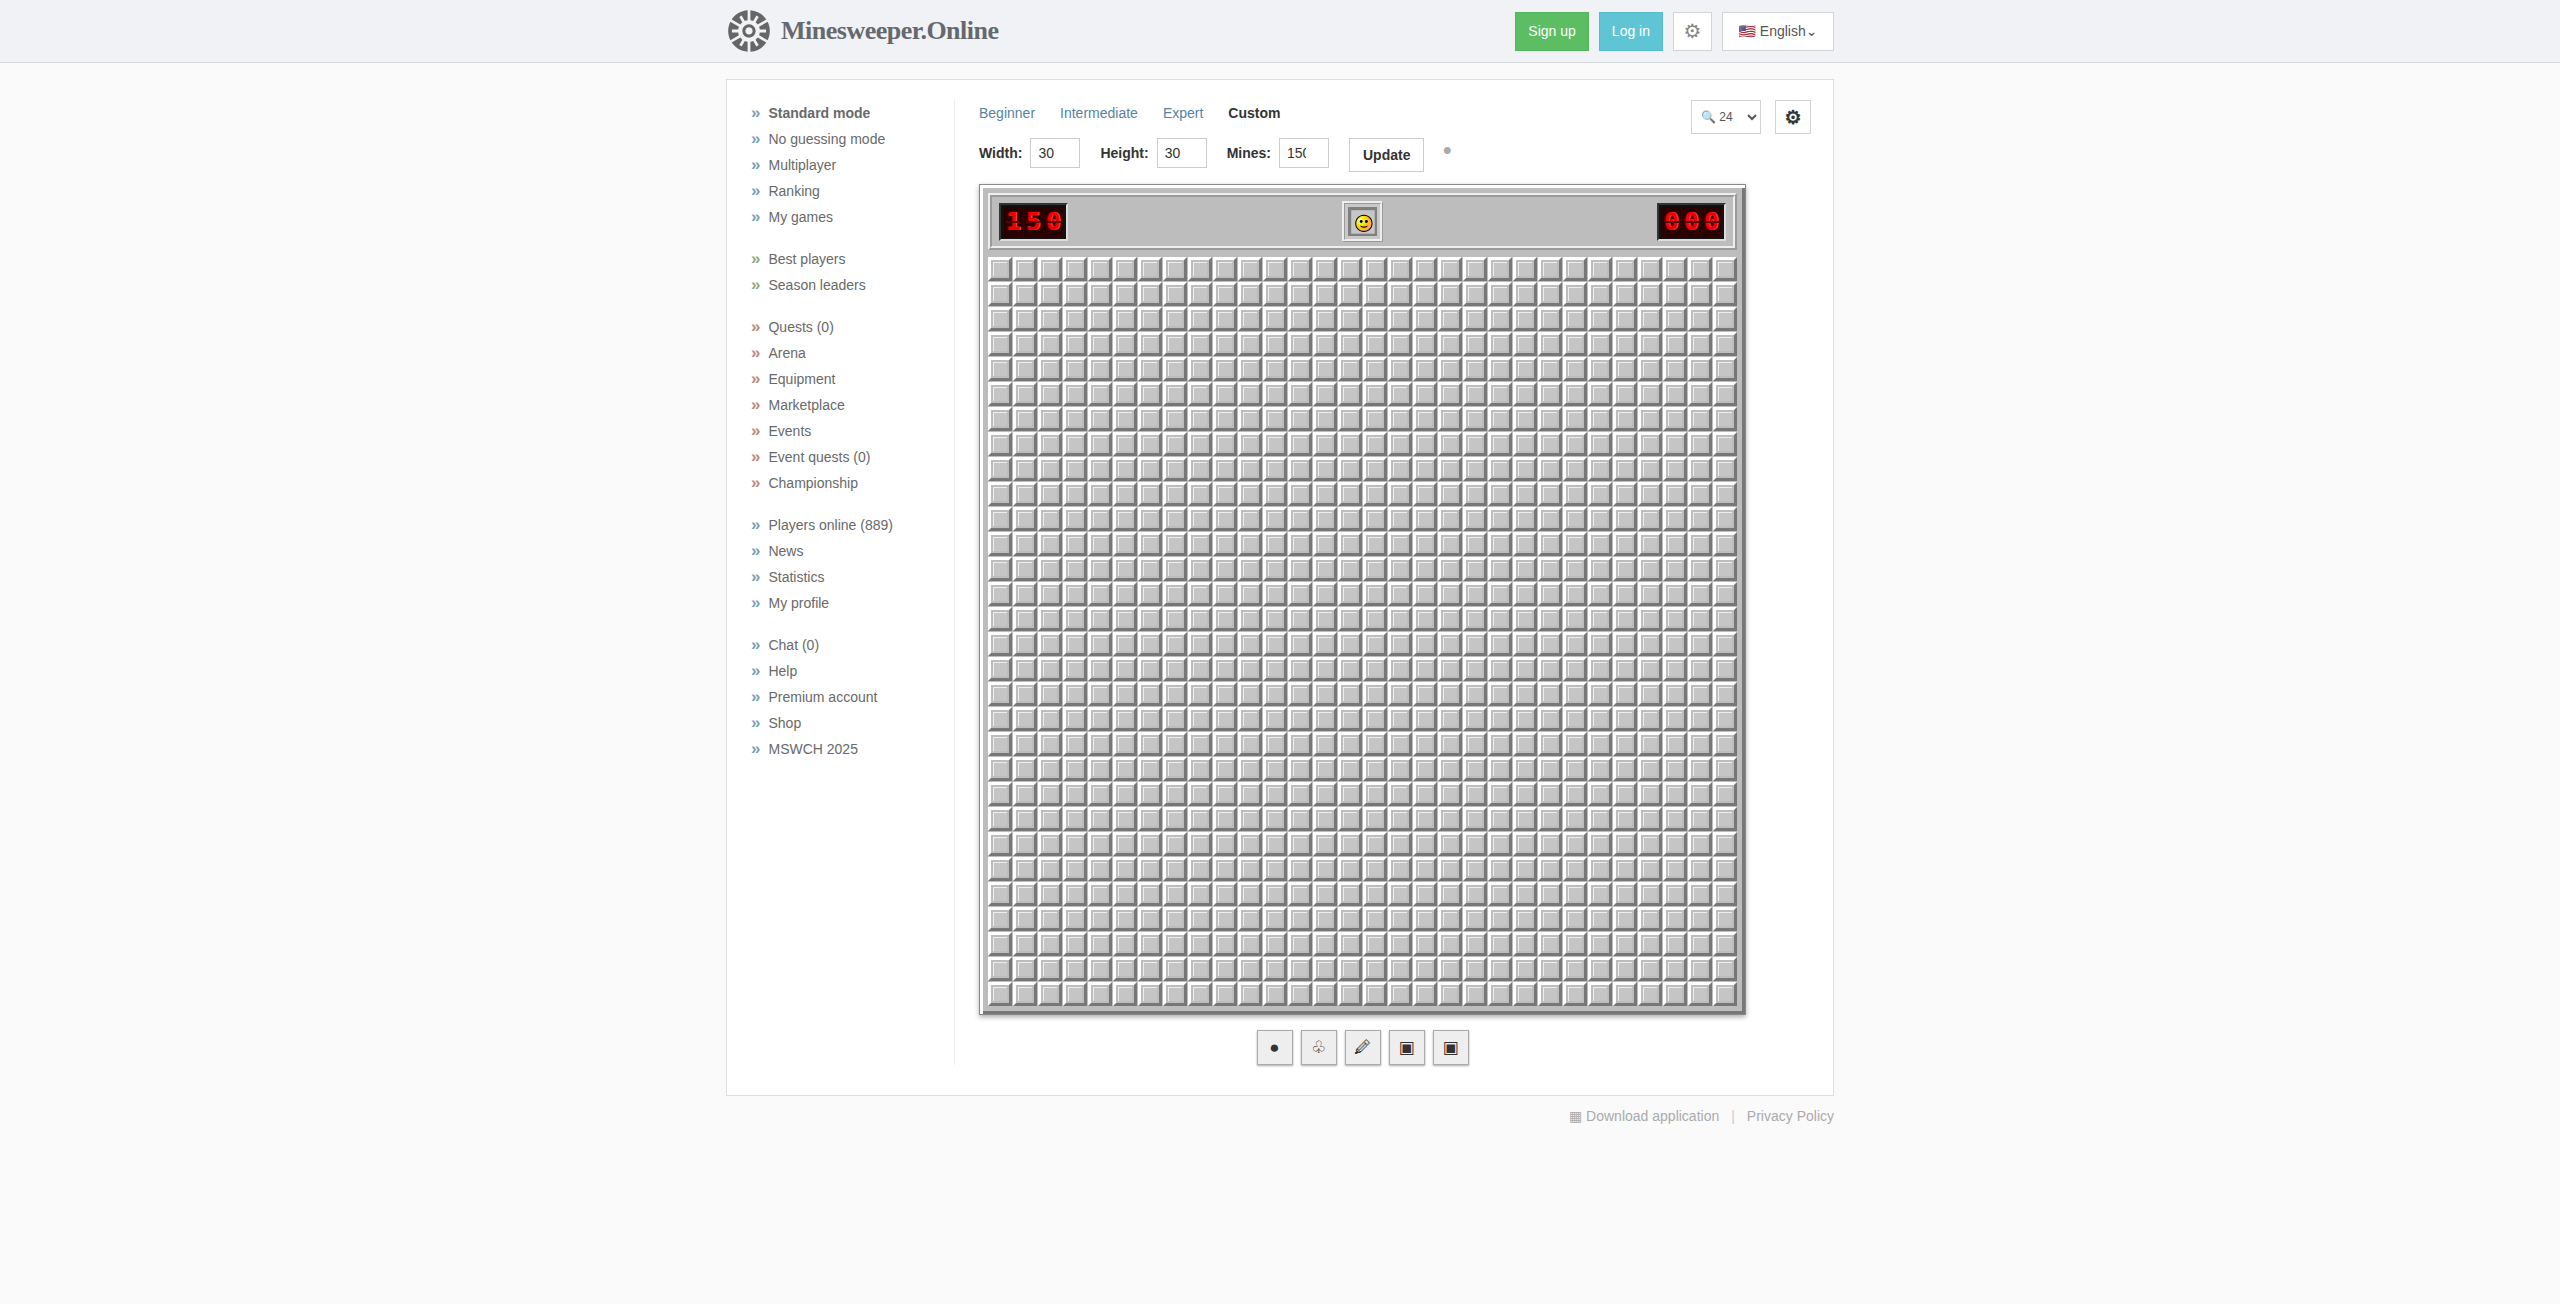 Minesweeper.Online
Sign up
Log in
English
» Standard mode
» No guessing mode
» Multiplayer
» Ranking
» My games
» Best players
» Season leaders
» Quests (0)
» Arena
» Equipment
» Marketplace
» Events
» Event quests (0)
» Championship
» Players online (889)
» News
» Statistics
» My profile
» Chat (0)
» Help
» Premium account
» Shop
» MSWCH 2025
Beginner Intermediate Expert Custom
24
Width: 30 Height: 30 Mines: 150 Update
150
000
Download application | Privacy Policy